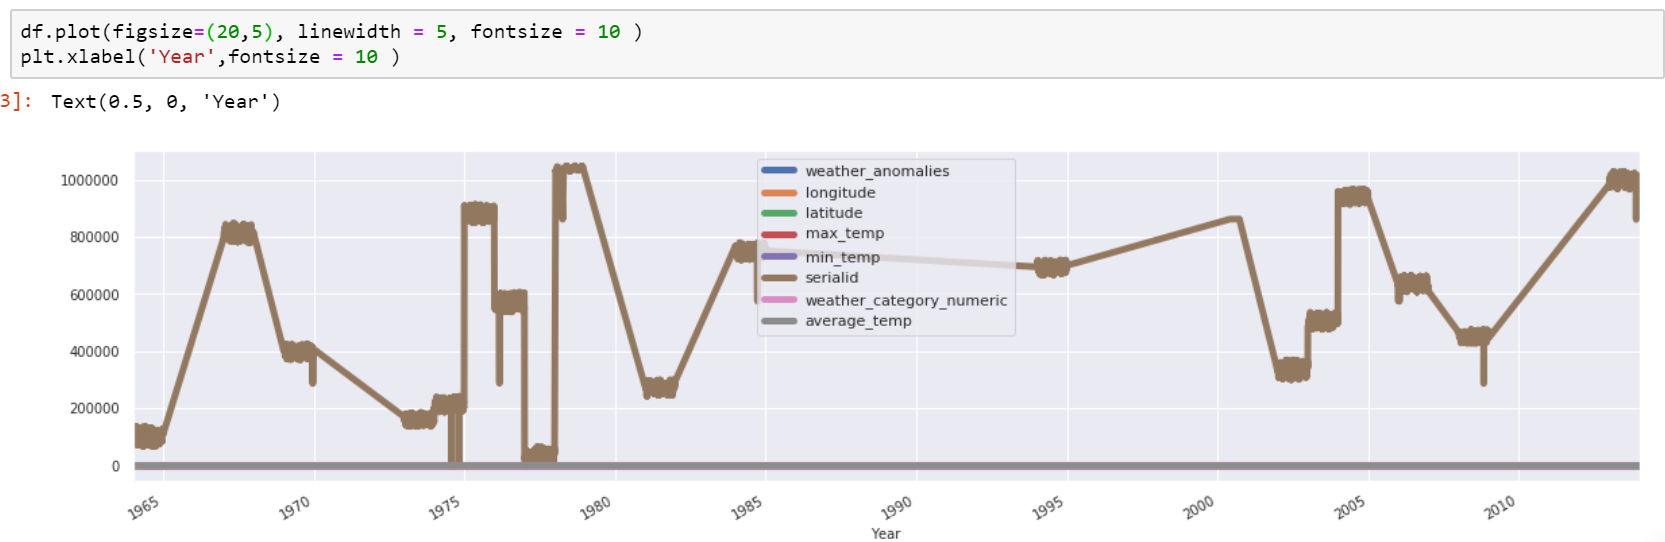 df.plot(figsize=(20,5), linewidth = 5, fontsize = 10 )
plt.xlabel('Year',fontsize = 10 )
3]: Text(0.5, 0, 'Year')
1000000
800000
600000
400000
200000
0
weather_anomalies
longitude
latitude
max_temp
min_temp
serialid
weather_category_numeric
average_temp
1965 1970 1975 1980 1985 1990 1995 2000 2005 2010
Year